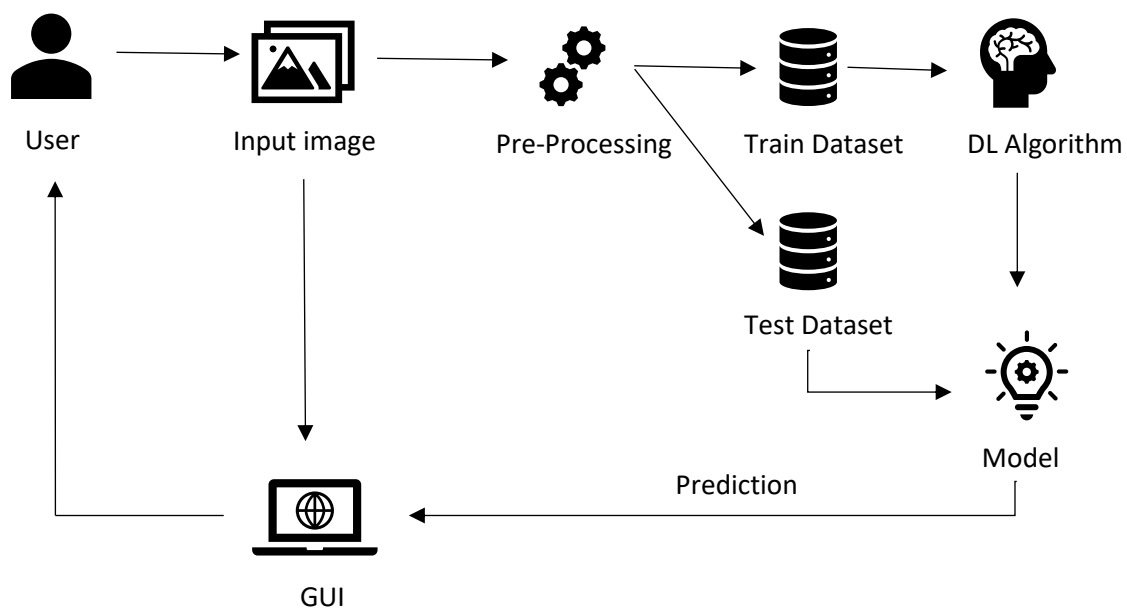 User
Input image
Pre-Processing
Train Dataset
DL Algorithm
Test Dataset
Model
Prediction
GUI